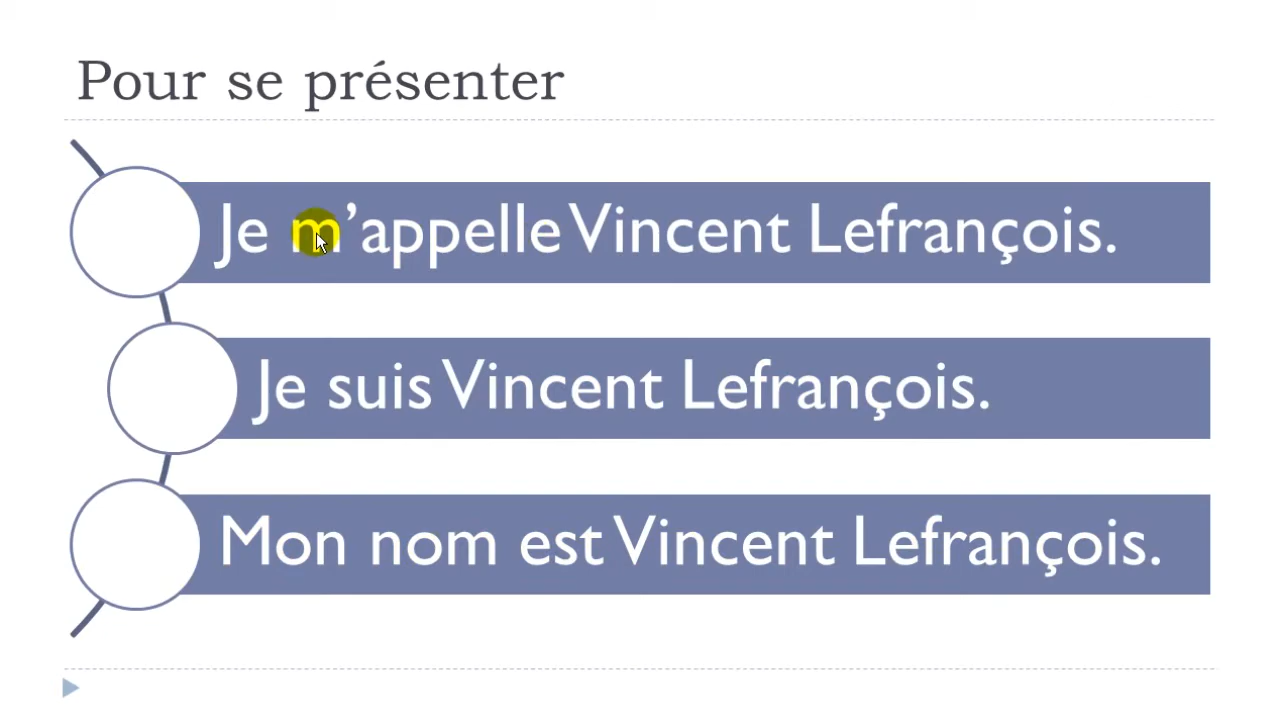 Pour se présenter
Je m’appelle Vincent Lefrançois.
Je suis Vincent Lefrançois.
Mon nom est Vincent Lefrançois.